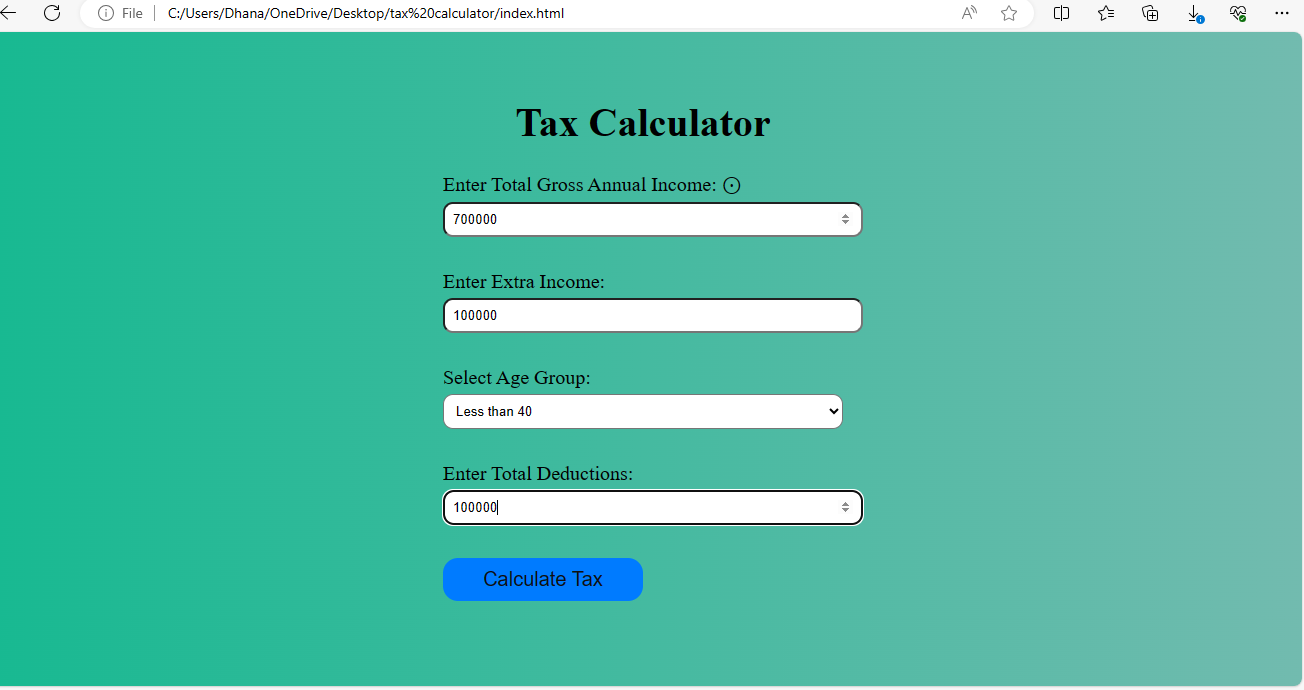 File C:/Users/Dhana/OneDrive/Desktop/tax%20calculator/index.html
Tax Calculator
Enter Total Gross Annual Income:
700000
Enter Extra Income:
100000
Select Age Group:
Less than 40
Enter Total Deductions:
100000
Calculate Tax